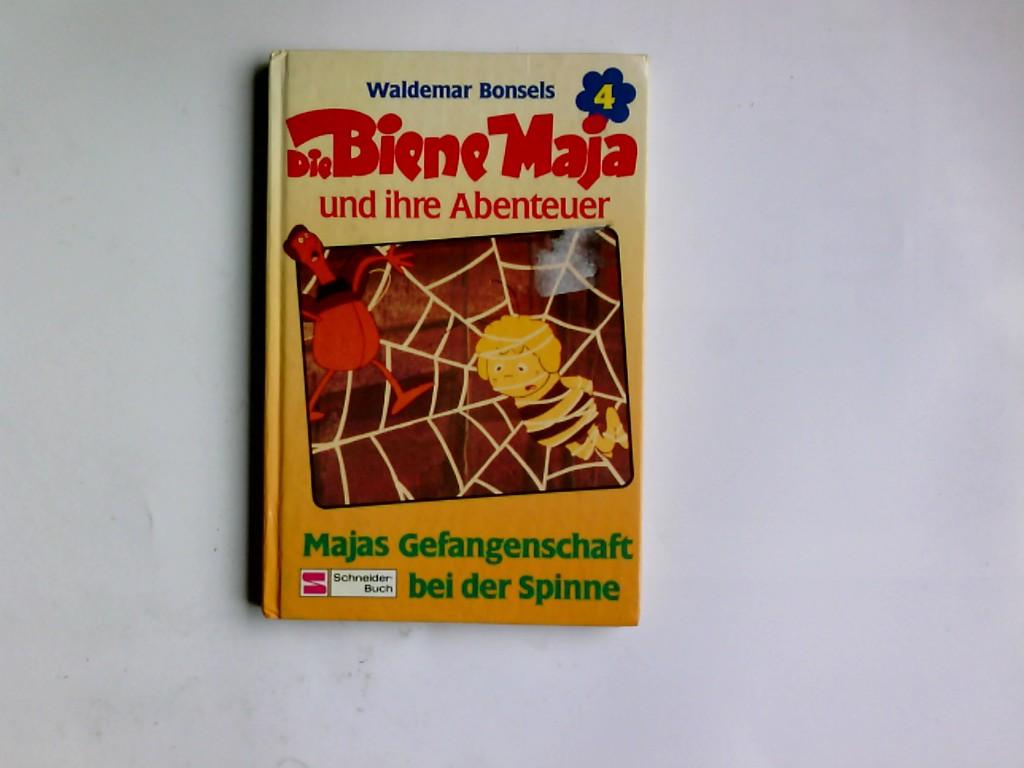 Waldemar Bonsels
4
Die Biene Maja
und ihre Abenteuer
Majas Gefangenschaft
bei der Spinne
Schneider-
Buch